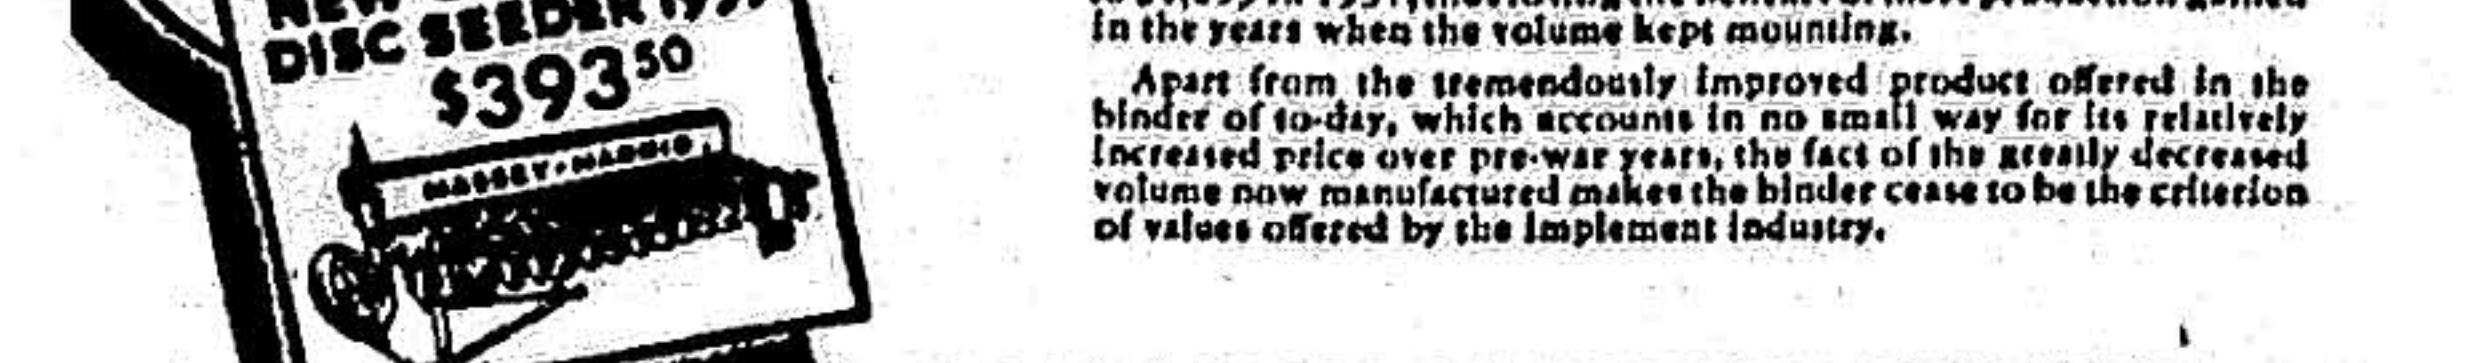 DISC SEEDER
$393 50
MASSEY-HARRIS
in the years when the volume kept mounting.
Apart from the tremendously improved product offered in the
binder of to-day, which accounts in no small way for its relatively
increased price over pre-war years, the fact of the greatly decreased
volume now manufactured makes the binder cease to be the criterion
of values offered by the implement industry.